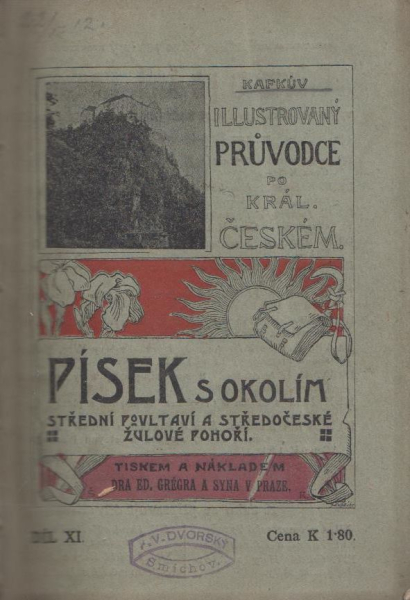 KAFKŮV
ILLUSTROVANÝ
PRŮVODCE
PO
KRÁL.
ČESKÉM.
PÍSEK S OKOLÍM
STŘEDNÍ POVLTAVÍ A STŘEDOČESKÉ
ŽULOVÉ POHOŘÍ.
TISKEM A NÁKLADEM
DRA ED. GRÉGRA A SYNA V PRAZE.
DÍL XI.
Cena K 1·80.
V. DVORSKÝ
Smíchov.